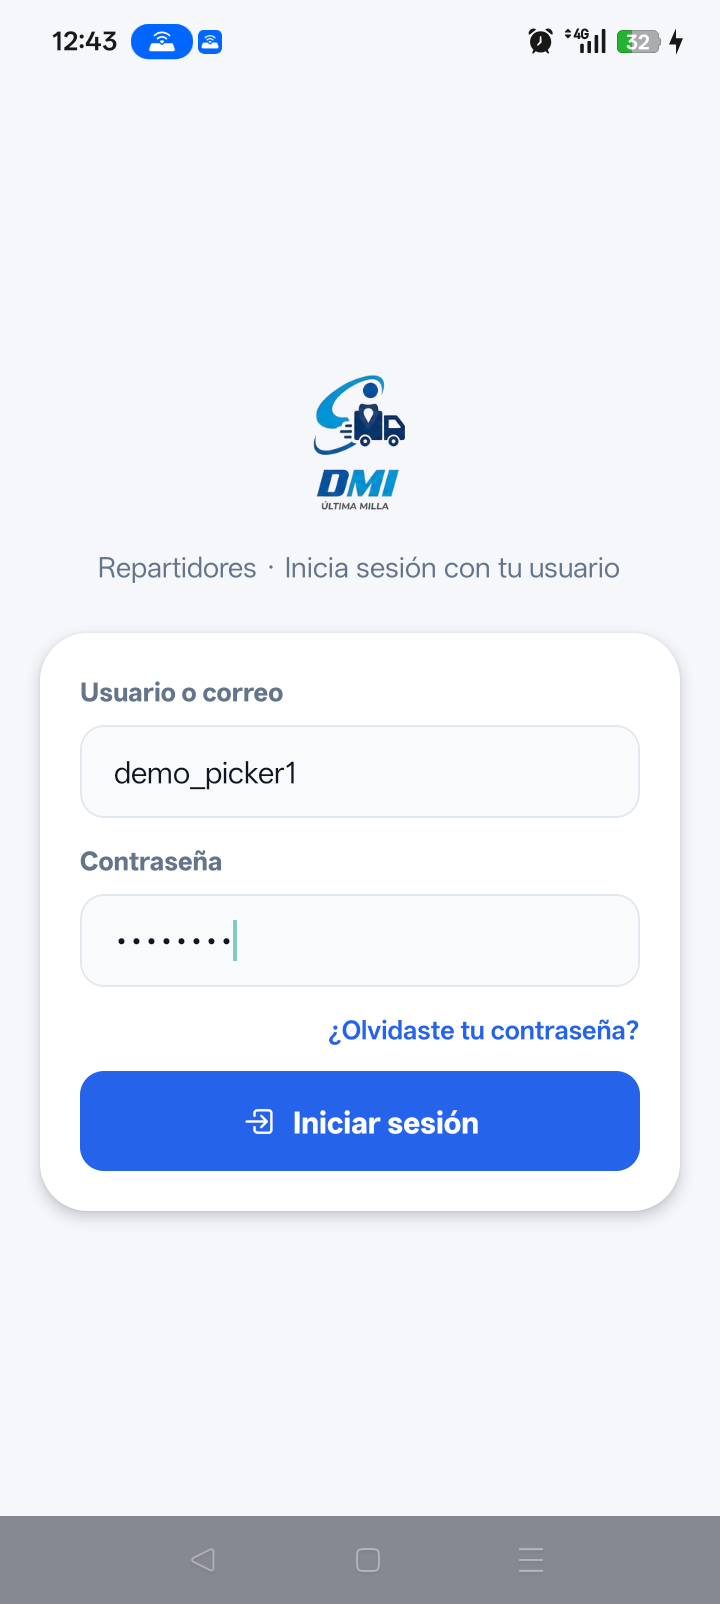 12:43
4G
32
DMI
ÚLTIMA MILLA
Repartidores · Inicia sesión con tu usuario
Usuario o correo
demo_picker1
Contraseña
••••••••
¿Olvidaste tu contraseña?
Iniciar sesión